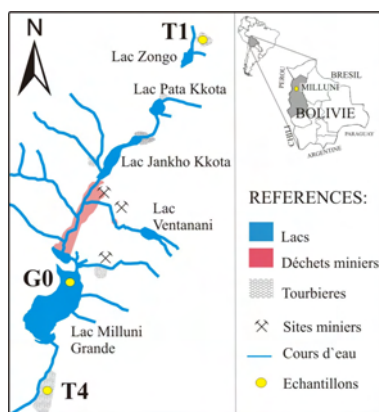 N
T1
Lac Zongo
Lac Pata Kkota
Lac Jankho Kkota
Lac
Ventanani
G0
Lac Milluni
Grande
T4
PEROU
BRESIL
MILLUNI
BOLIVIE
CHILI
PARAGUAY
ARGENTINE
REFERENCES:
Lacs
Déchets miniers
Tourbieres
Sites miniers
Cours d`eau
Echantillons